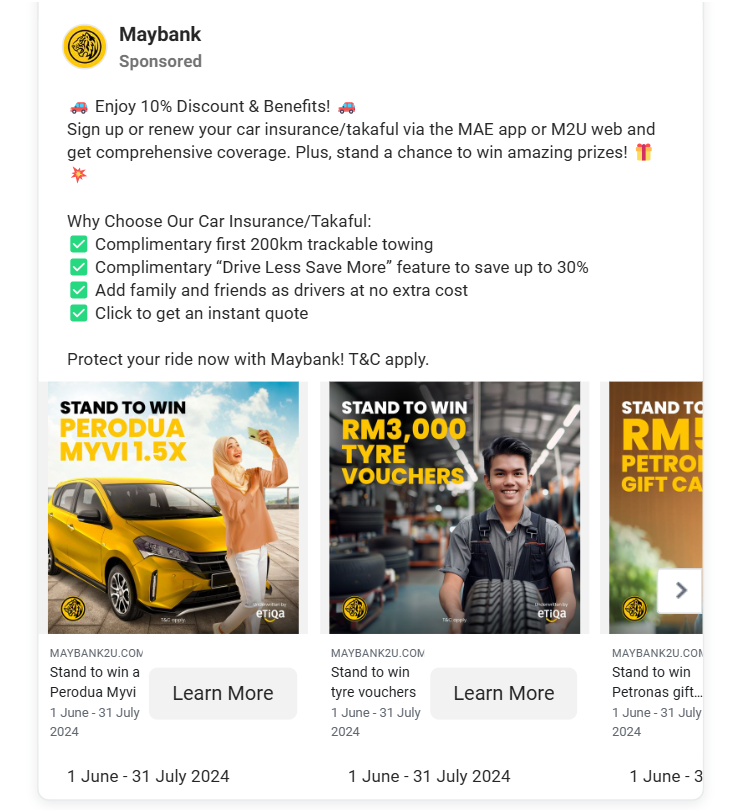 Maybank
Sponsored
🚗 Enjoy 10% Discount & Benefits! 🚗
Sign up or renew your car insurance/takaful via the MAE app or M2U web and
get comprehensive coverage. Plus, stand a chance to win amazing prizes! 🎁
💥
Why Choose Our Car Insurance/Takaful:
✅ Complimentary first 200km trackable towing
✅ Complimentary “Drive Less Save More” feature to save up to 30%
✅ Add family and friends as drivers at no extra cost
✅ Click to get an instant quote
Protect your ride now with Maybank! T&C apply.
STAND TO WIN
PERODUA
MYVI 1.5X
Underwritten by
etiqa
T&C apply
STAND TO WIN
RM3,000
TYRE
VOUCHERS
Underwritten by
etiqa
T&C apply
STAND TO
RM5
PETRO
GIFT CA
MAYBANK2U.COM
Stand to win a
Perodua Myvi
1 June - 31 July
2024
Learn More
MAYBANK2U.COM
Stand to win
tyre vouchers
1 June - 31 July
2024
Learn More
MAYBANK2U.COM
Stand to win
Petronas gift...
1 June - 31 July
2024
1 June - 31 July 2024
1 June - 31 July 2024
1 June - 3